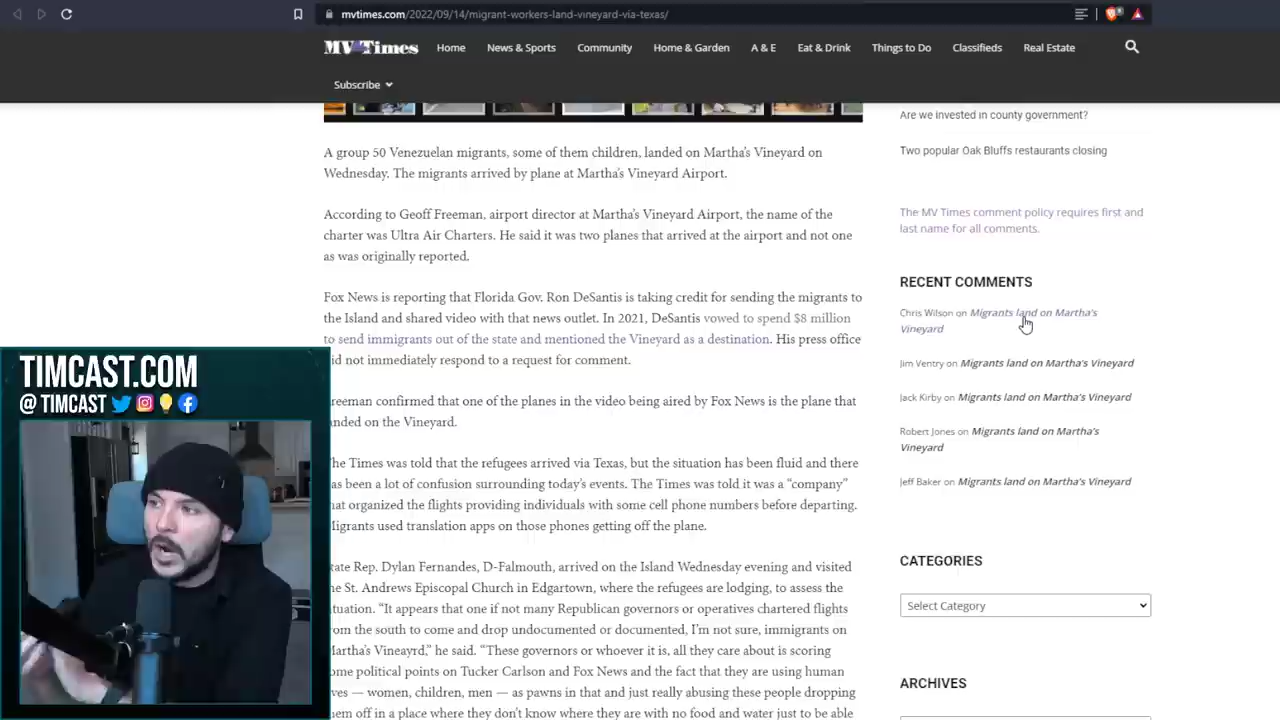 mvtimes.com/2022/09/14/migrant-workers-land-vineyard-via-texas/
MV Times
Home
News & Sports
Community
Home & Garden
A & E
Eat & Drink
Things to Do
Classifieds
Real Estate
Subscribe
A group 50 Venezuelan migrants, some of them children, landed on Martha's Vineyard on
Wednesday. The migrants arrived by plane at Martha's Vineyard Airport.
According to Geoff Freeman, airport director at Martha's Vineyard Airport, the name of the
charter was Ultra Air Charters. He said it was two planes that arrived at the airport and not one
as was originally reported.
Fox News is reporting that Florida Gov. Ron DeSantis is taking credit for sending the migrants to
the Island and shared video with that news outlet. In 2021, DeSantis vowed to spend $8 million
to send immigrants out of the state and mentioned the Vineyard as a destination. His press office
id not immediately respond to a request for comment.
reeman confirmed that one of the planes in the video being aired by Fox News is the plane that
anded on the Vineyard.
he Times was told that the refugees arrived via Texas, but the situation has been fluid and there
as been a lot of confusion surrounding today's events. The Times was told it was a "company"
hat organized the flights providing individuals with some cell phone numbers before departing.
igrants used translation apps on those phones getting off the plane.
tate Rep. Dylan Fernandes, D-Falmouth, arrived on the Island Wednesday evening and visited
he St. Andrews Episcopal Church in Edgartown, where the refugees are lodging, to assess the
ituation. "It appears that one if not many Republican governors or operatives chartered flights
rom the south to come and drop undocumented or documented, I'm not sure, immigrants on
artha's Vineayrd," he said. "These governors or whoever it is, all they care about is scoring
ome political points on Tucker Carlson and Fox News and the fact that they are using human
ives — women, children, men — as pawns in that and just really abusing these people dropping
hem off in a place where they don't know where they are with no food and water just to be able
Are we invested in county government?
Two popular Oak Bluffs restaurants closing
The MV Times comment policy requires first and
last name for all comments.
RECENT COMMENTS
Chris Wilson on Migrants land on Martha's
Vineyard
Jim Ventry on Migrants land on Martha's Vineyard
Jack Kirby on Migrants land on Martha's Vineyard
Robert Jones on Migrants land on Martha's
Vineyard
Jeff Baker on Migrants land on Martha's Vineyard
CATEGORIES
Select Category
ARCHIVES
TIMCAST.COM
@ TIMCAST